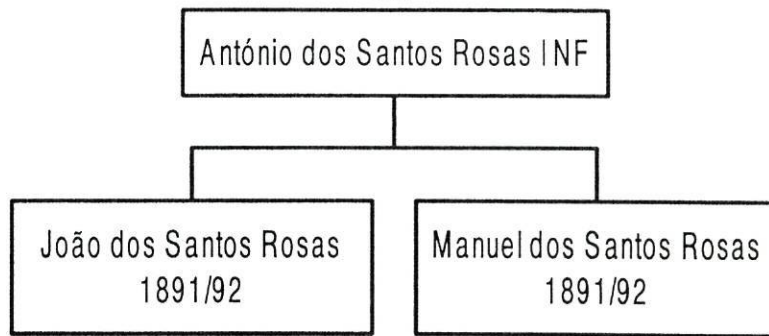 António dos Santos Rosas INF
João dos Santos Rosas
1891/92
Manuel dos Santos Rosas
1891/92